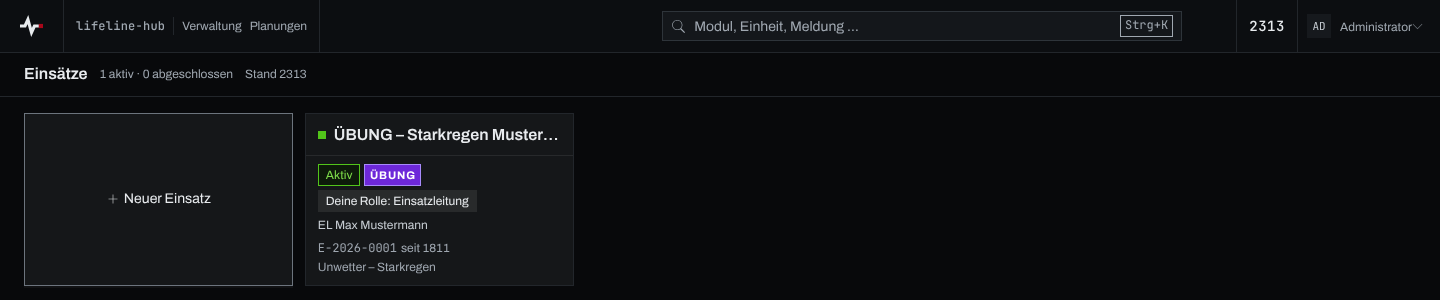 lifeline-hub Verwaltung Planungen Modul, Einheit, Meldung ... Strg+K 2313 AD Administrator
Einsätze 1 aktiv · 0 abgeschlossen Stand 2313
+ Neuer Einsatz
ÜBUNG – Starkregen Muster...
Aktiv ÜBUNG
Deine Rolle: Einsatzleitung
EL Max Mustermann
E-2026-0001 seit 1811
Unwetter – Starkregen